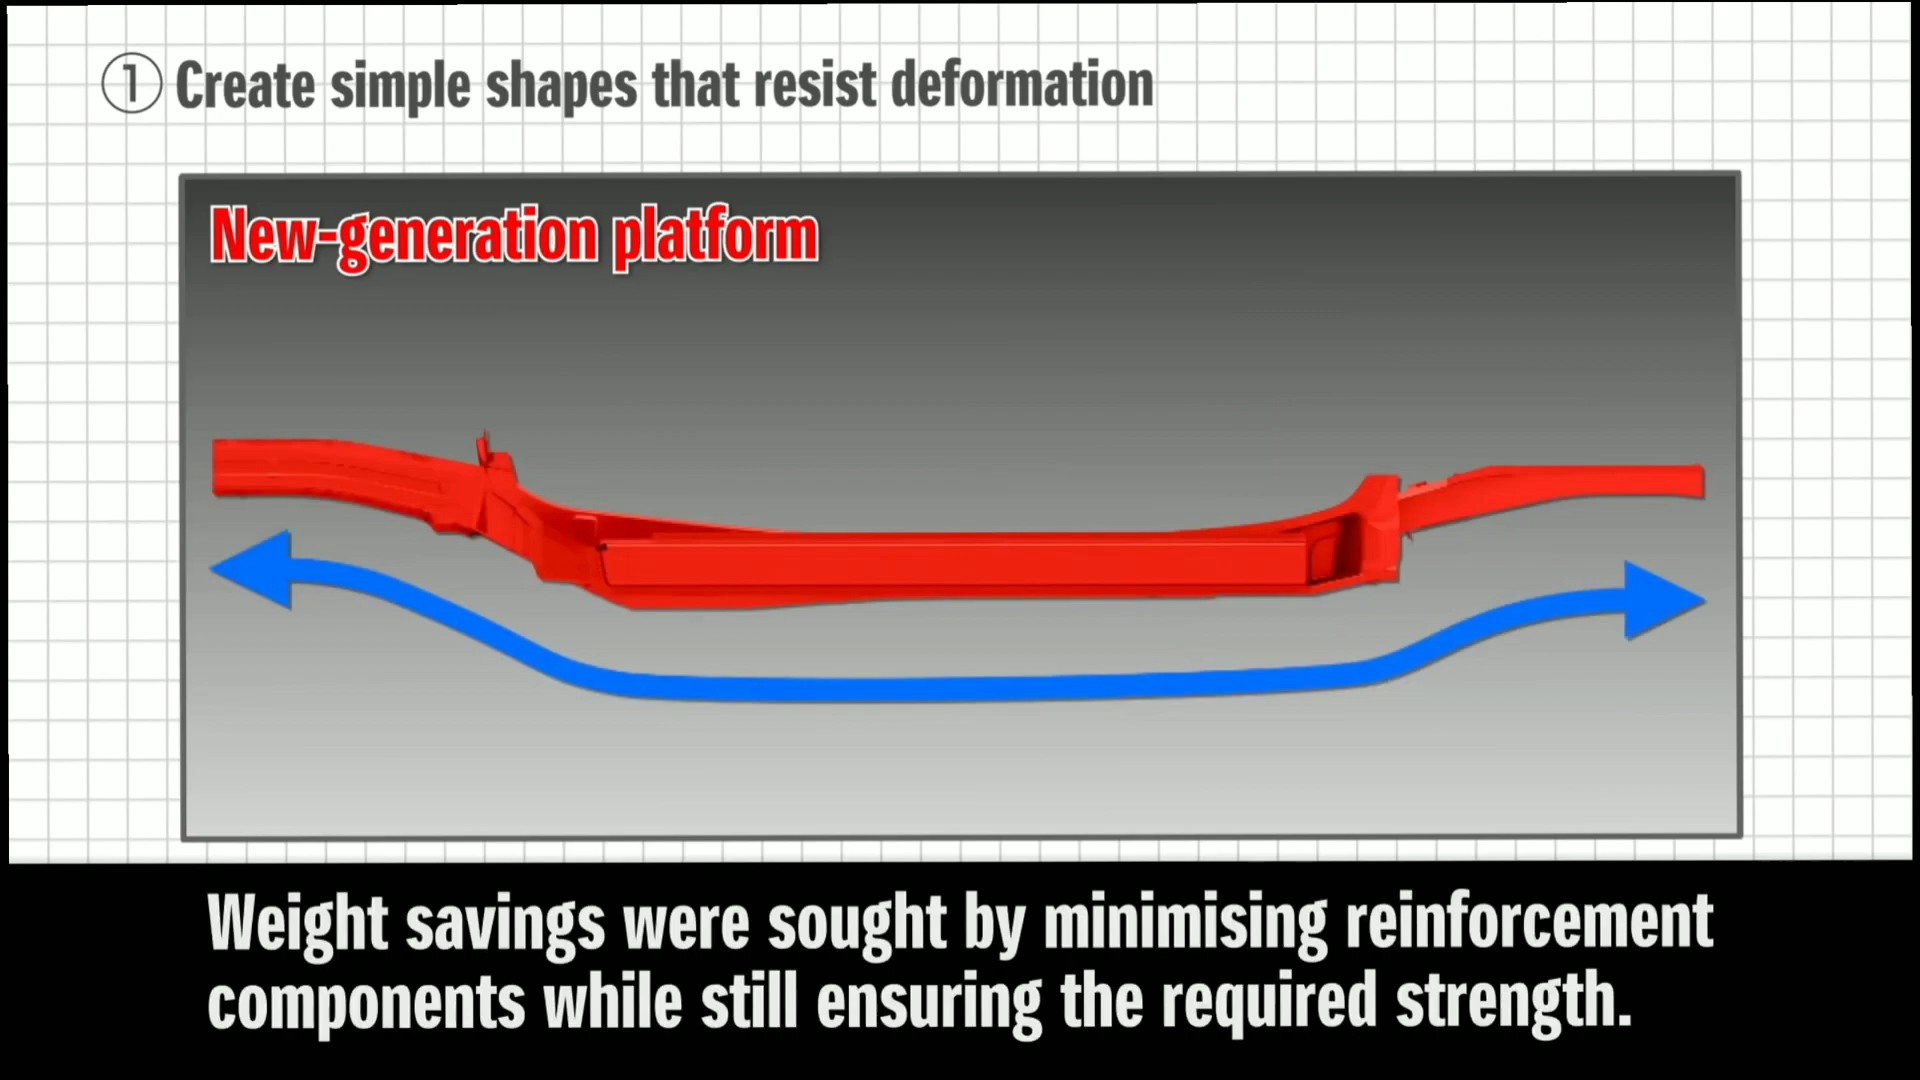 ① Create simple shapes that resist deformation
New-generation platform
Weight savings were sought by minimising reinforcement
components while still ensuring the required strength.